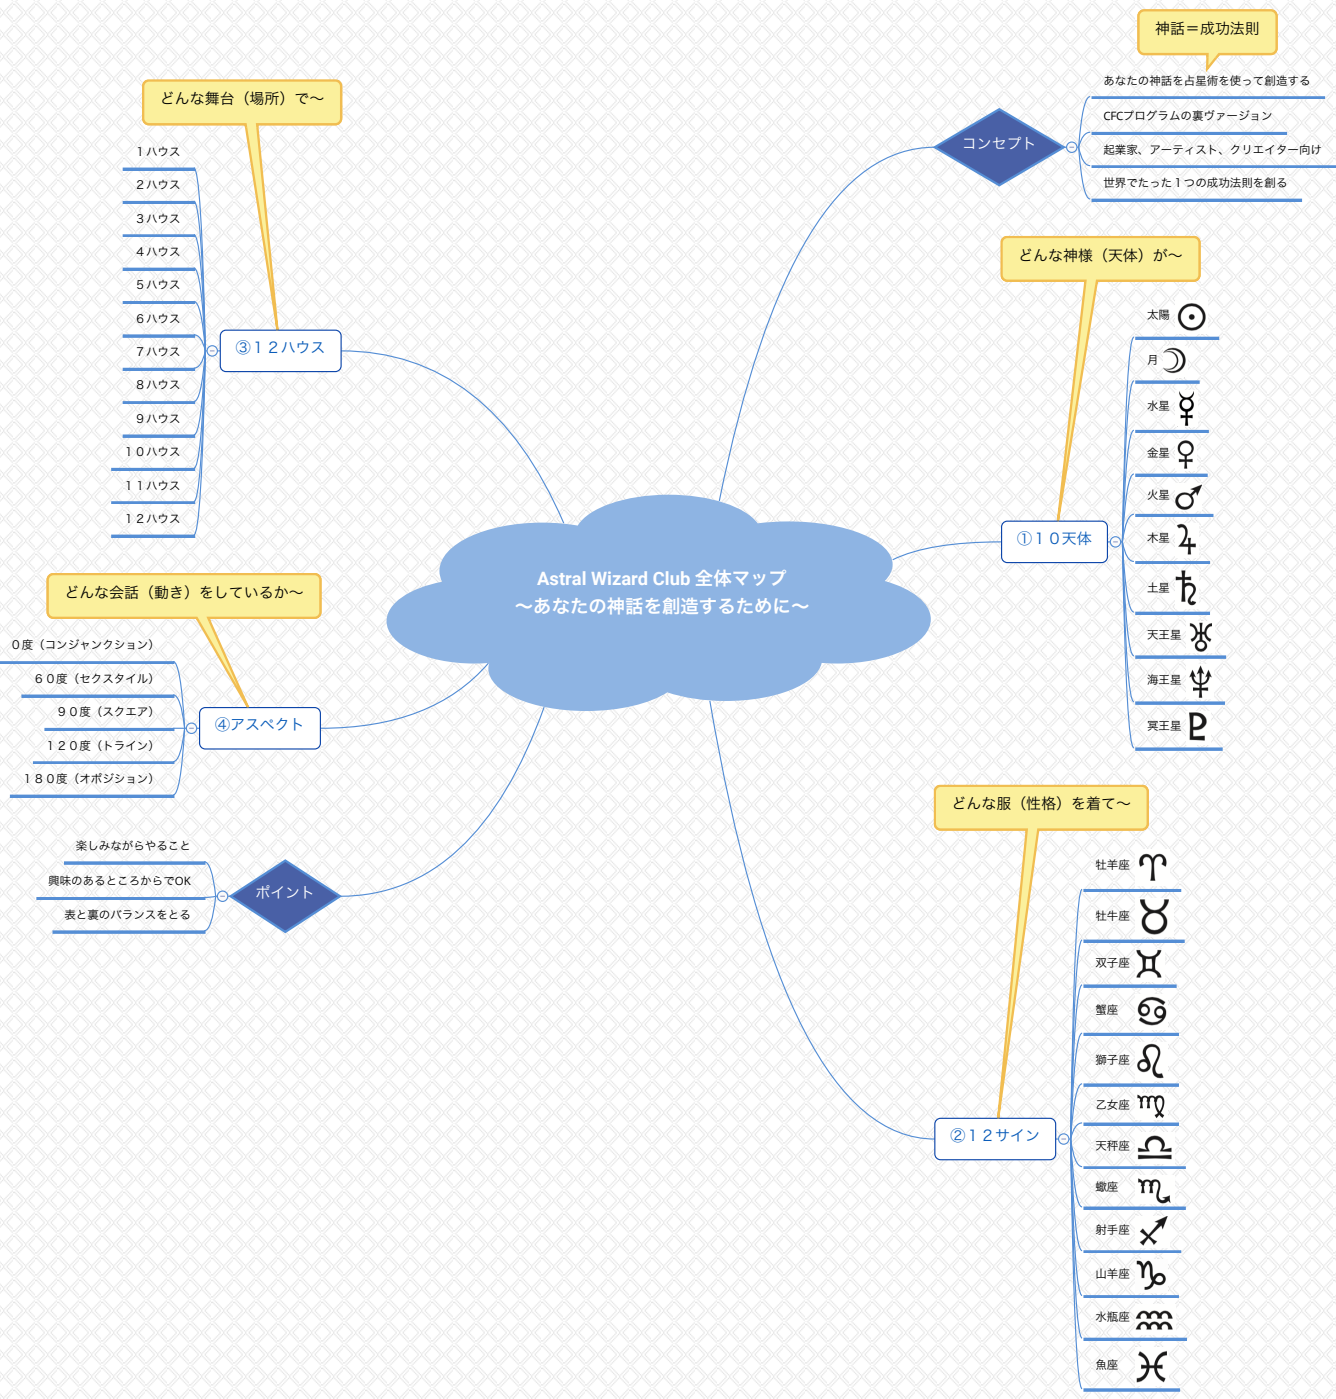 Astral Wizard Club 全体マップ
〜あなたの神話を創造するために〜
神話＝成功法則
コンセプト
あなたの神話を占星術を使って創造する
CFCプログラムの裏ヴァージョン
起業家、アーティスト、クリエイター向け
世界でたった１つの成功法則を創る
どんな神様（天体）が〜
①１０天体
太陽
月
水星
金星
火星
木星
土星
天王星
海王星
冥王星
どんな服（性格）を着て〜
②１２サイン
牡羊座
牡牛座
双子座
蟹座
獅子座
乙女座
天秤座
蠍座
射手座
山羊座
水瓶座
魚座
どんな舞台（場所）で〜
③１２ハウス
１ハウス
２ハウス
３ハウス
４ハウス
５ハウス
６ハウス
７ハウス
８ハウス
９ハウス
１０ハウス
１１ハウス
１２ハウス
どんな会話（動き）をしているか〜
④アスペクト
０度（コンジャンクション）
６０度（セクスタイル）
９０度（スクエア）
１２０度（トライン）
１８０度（オポジション）
ポイント
楽しみながらやること
興味のあるところからでOK
表と裏のバランスをとる